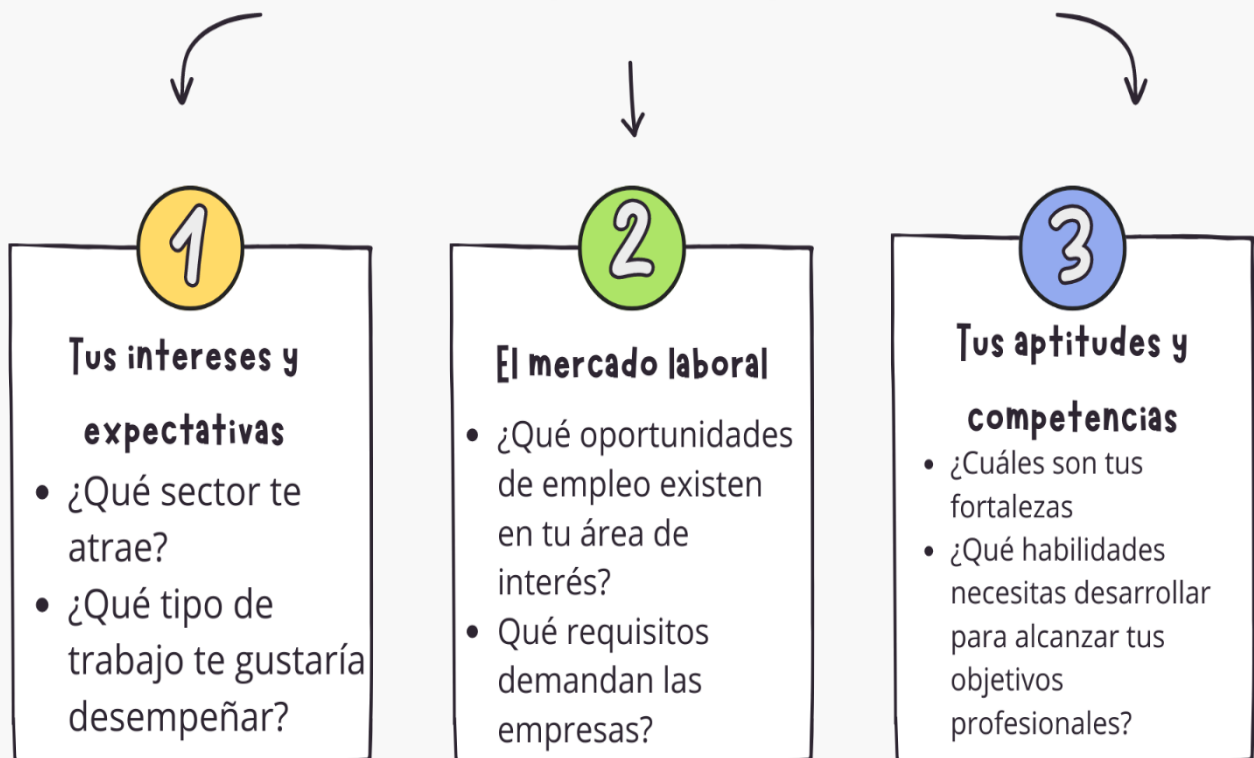 1
Tus intereses y
expectativas
• ¿Qué sector te
atrae?
• ¿Qué tipo de
trabajo te gustaría
desempeñar?
2
El mercado laboral
• ¿Qué oportunidades
de empleo existen
en tu área de
interés?
• Qué requisitos
demandan las
empresas?
3
Tus aptitudes y
competencias
• ¿Cuáles son tus
fortalezas
• ¿Qué habilidades
necesitas desarrollar
para alcanzar tus
objetivos
profesionales?